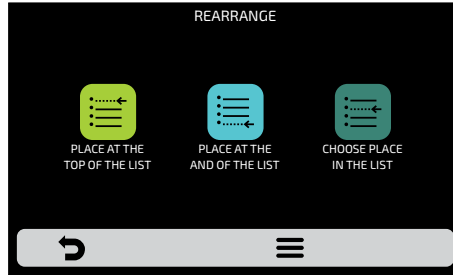 REARRANGE
PLACE AT THE
TOP OF THE LIST
PLACE AT THE
AND OF THE LIST
CHOOSE PLACE
IN THE LIST